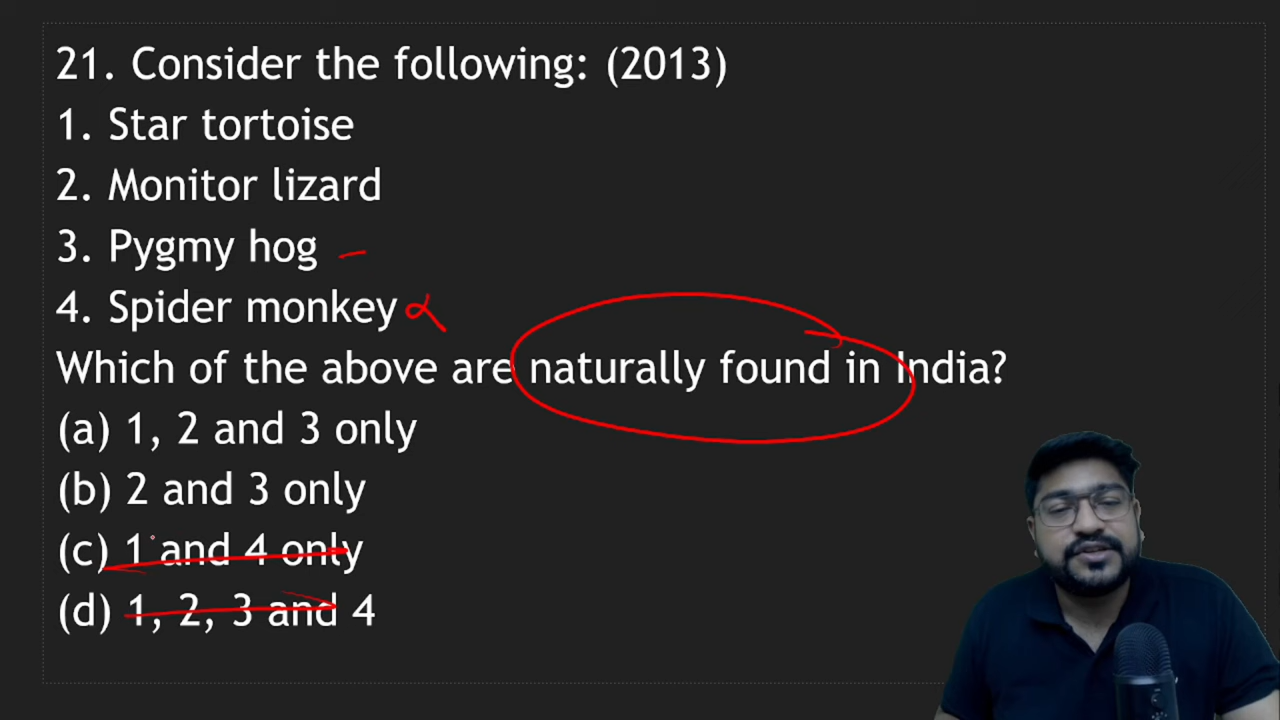 21. Consider the following: (2013)
1. Star tortoise
2. Monitor lizard
3. Pygmy hog
4. Spider monkey
Which of the above are naturally found in India?
(a) 1, 2 and 3 only
(b) 2 and 3 only
(c) 1 and 4 only
(d) 1, 2, 3 and 4